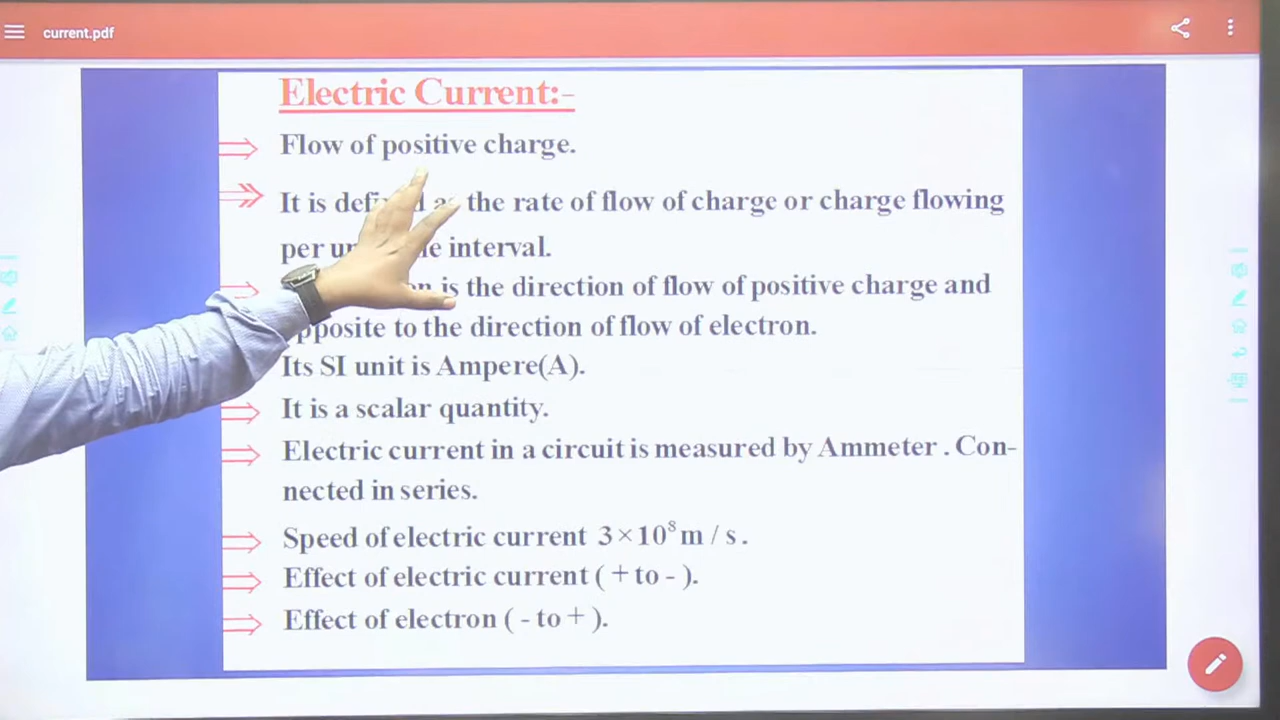 current.pdf
Electric Current:-
Flow of positive charge.
It is the rate of flow of charge or charge flowing
per interval.
is the direction of flow of positive charge and
opposite to the direction of flow of electron.
Its SI unit is Ampere(A).
It is a scalar quantity.
Electric current in a circuit is measured by Ammeter . Con-
nected in series.
Speed of electric current 3×10⁸ m / s .
Effect of electric current ( + to - ).
Effect of electron ( - to + ).